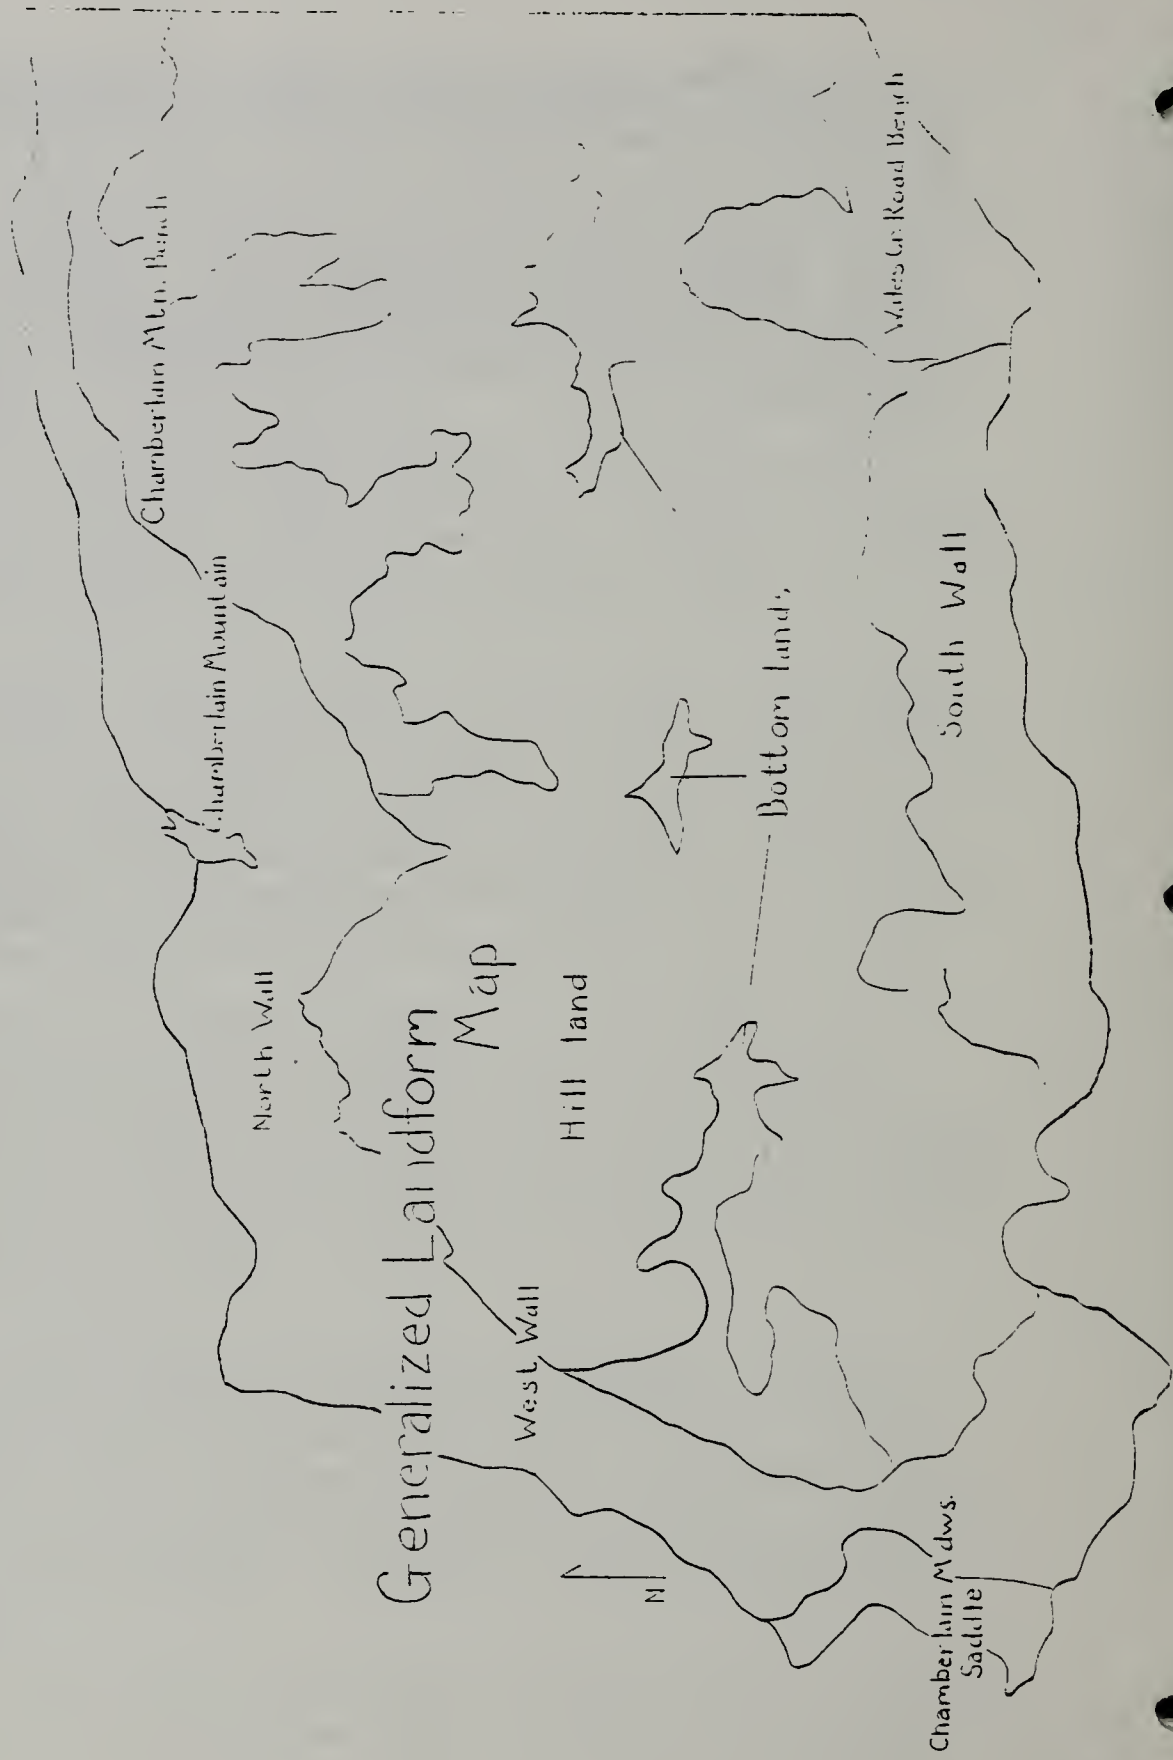 Chamberlain Mtn. Bench
Chamberlain Mountain
North Wall
Generalized Landform
Map
Hill land
West Wall
Bottom lands
South Wall
Wales Cr. Road Bench
N
Chamberlain Mdws.
Saddle